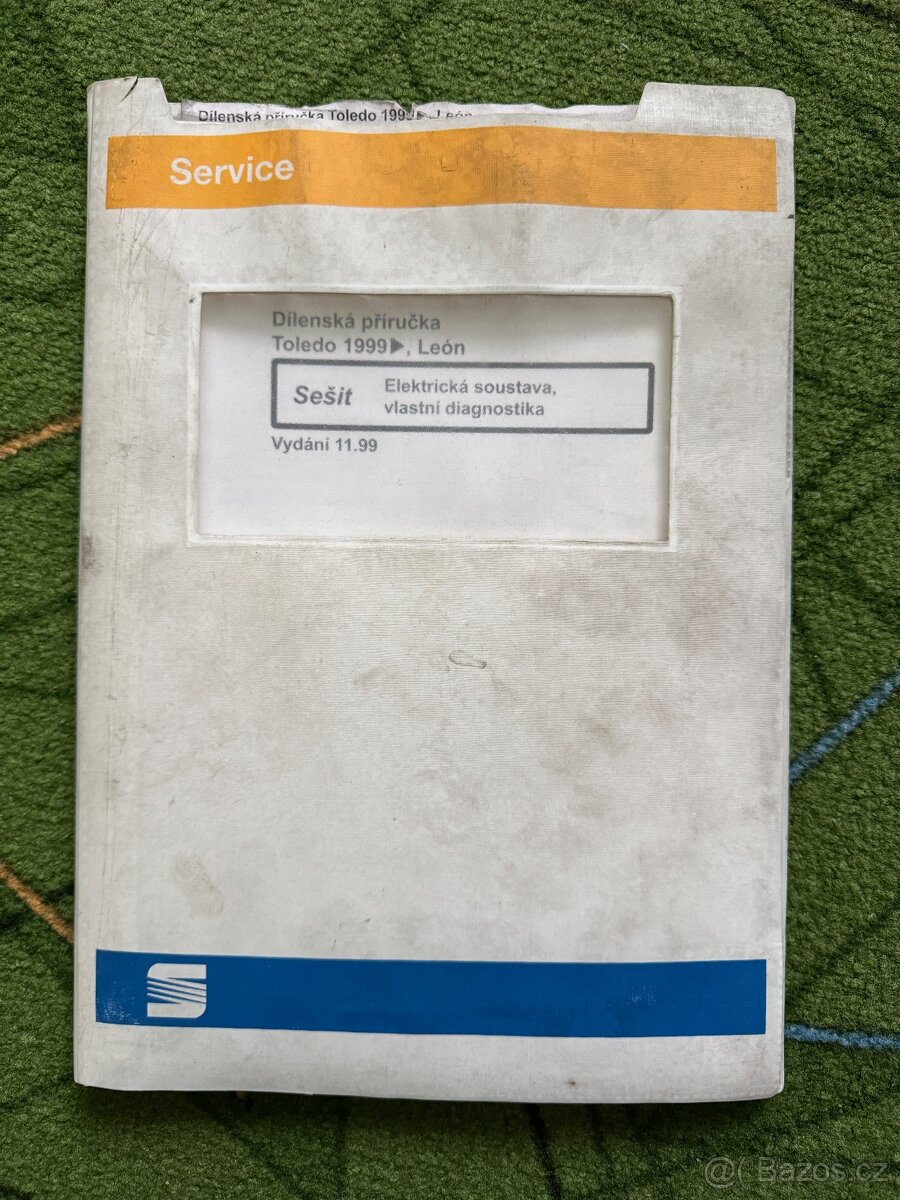 Dílenská příručka Toledo 1999▶, León
Service
Dílenská příručka
Toledo 1999▶, León
Sešit
Elektrická soustava,
vlastní diagnostika
Vydání 11.99
@( Bazos.cz